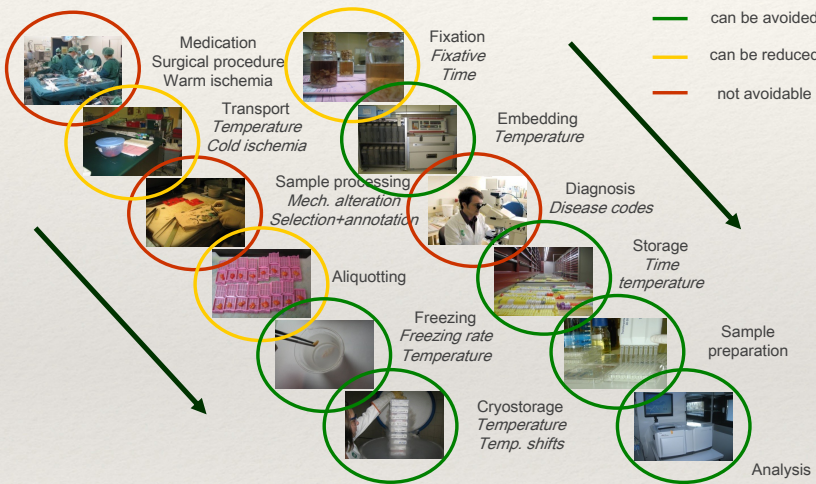 Medication
Surgical procedure
Warm ischemia
Transport
Temperature
Cold ischemia
Sample processing
Mech. alteration
Selection+annotation
Aliquotting
Freezing
Freezing rate
Temperature
Cryostorage
Temperature
Temp. shifts
Fixation
Fixative
Time
Embedding
Temperature
Diagnosis
Disease codes
Storage
Time
temperature
Sample
preparation
Analysis
can be avoided
can be reduced
not avoidable